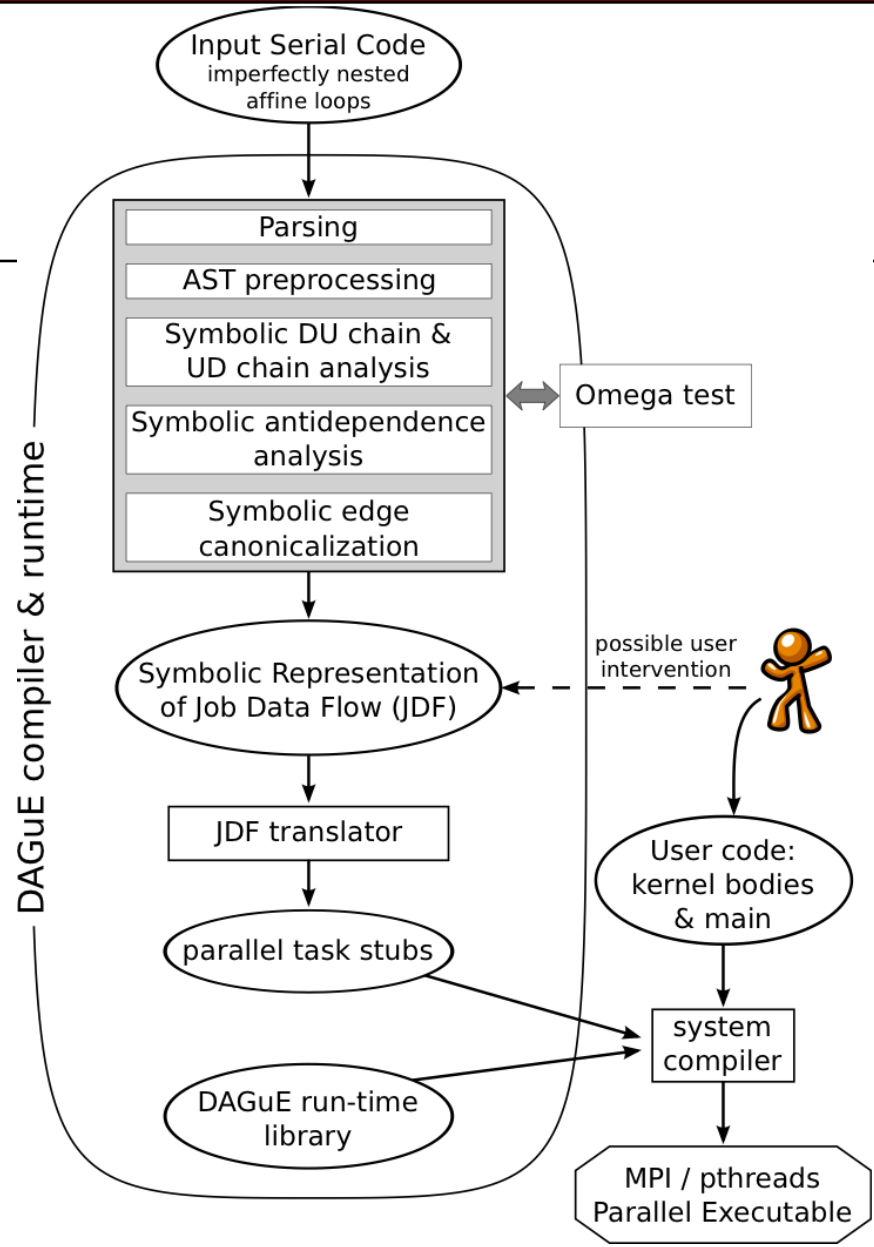 Input Serial Code
imperfectly nested
affine loops
Parsing
AST preprocessing
Symbolic DU chain &
UD chain analysis
Symbolic antidependence
analysis
Symbolic edge
canonicalization
Omega test
DAGuE compiler & runtime
Symbolic Representation
of Job Data Flow (JDF)
possible user
intervention
JDF translator
User code:
kernel bodies
& main
parallel task stubs
system
compiler
DAGuE run-time
library
MPI / pthreads
Parallel Executable